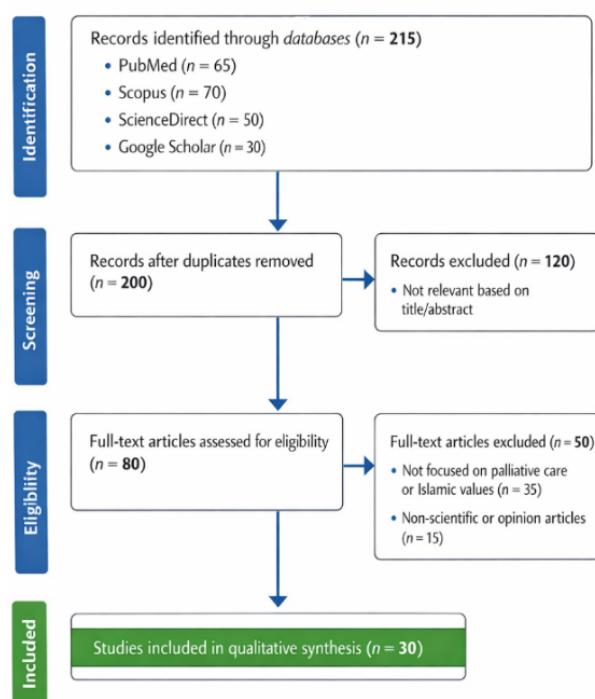 Identification
Records identified through databases (n = 215)
• PubMed (n = 65)
• Scopus (n = 70)
• ScienceDirect (n = 50)
• Google Scholar (n = 30)
Screening
Records after duplicates removed
(n = 200)
Records excluded (n = 120)
• Not relevant based on
title/abstract
Eligibliity
Full-text articles assessed for eligibility
(n = 80)
Full-text articles excluded (n = 50)
• Not focused on palliative care
or Islamic values (n = 35)
• Non-scientific or opinion articles
(n = 15)
Included
Studies included in qualitative synthesis (n = 30)